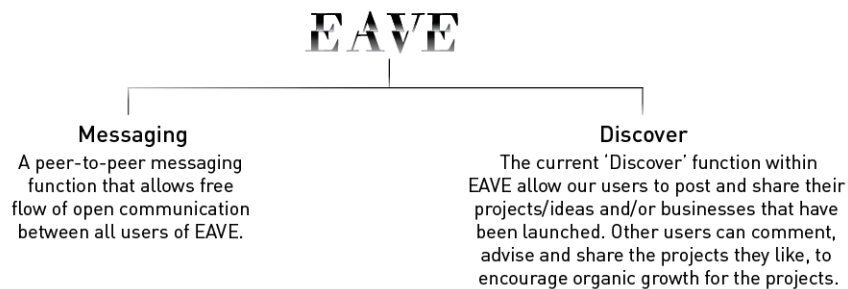 EAVE
Messaging
A peer-to-peer messaging
function that allows free
flow of open communication
between all users of EAVE.
Discover
The current ‘Discover’ function within
EAVE allow our users to post and share their
projects/ideas and/or businesses that have
been launched. Other users can comment,
advise and share the projects they like, to
encourage organic growth for the projects.